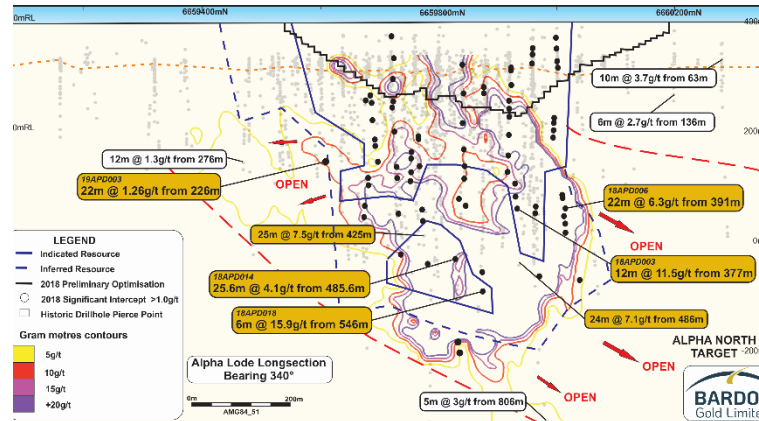 6659400mN
6659800mN
6660200mN
0mRL
400
10m @ 3.7g/t from 63m
6m @ 2.7g/t from 136m
0mRL
200
12m @ 1.3g/t from 276m
19APD003
22m @ 1.26g/t from 226m
OPEN
OPEN
18APD006
22m @ 6.3g/t from 391m
25m @ 7.5g/t from 425m
18APD003
12m @ 11.5g/t from 377m
0m
18APD014
25.6m @ 4.1g/t from 485.6m
18APD018
6m @ 15.9g/t from 546m
24m @ 7.1g/t from 486m
LEGEND
Indicated Resource
Inferred Resource
2018 Preliminary Optimisation
2018 Significant Intercept >1.0g/t
Historic Drillhole Pierce Point
Gram metres contours
5g/t
10g/t
15g/t
+20g/t
Alpha Lode Longsection
Bearing 340°
0m
200m
AMG84_51
ALPHA NORTH
TARGET
-200
OPEN
OPEN
5m @ 3g/t from 806m
BARDO
Gold Limite